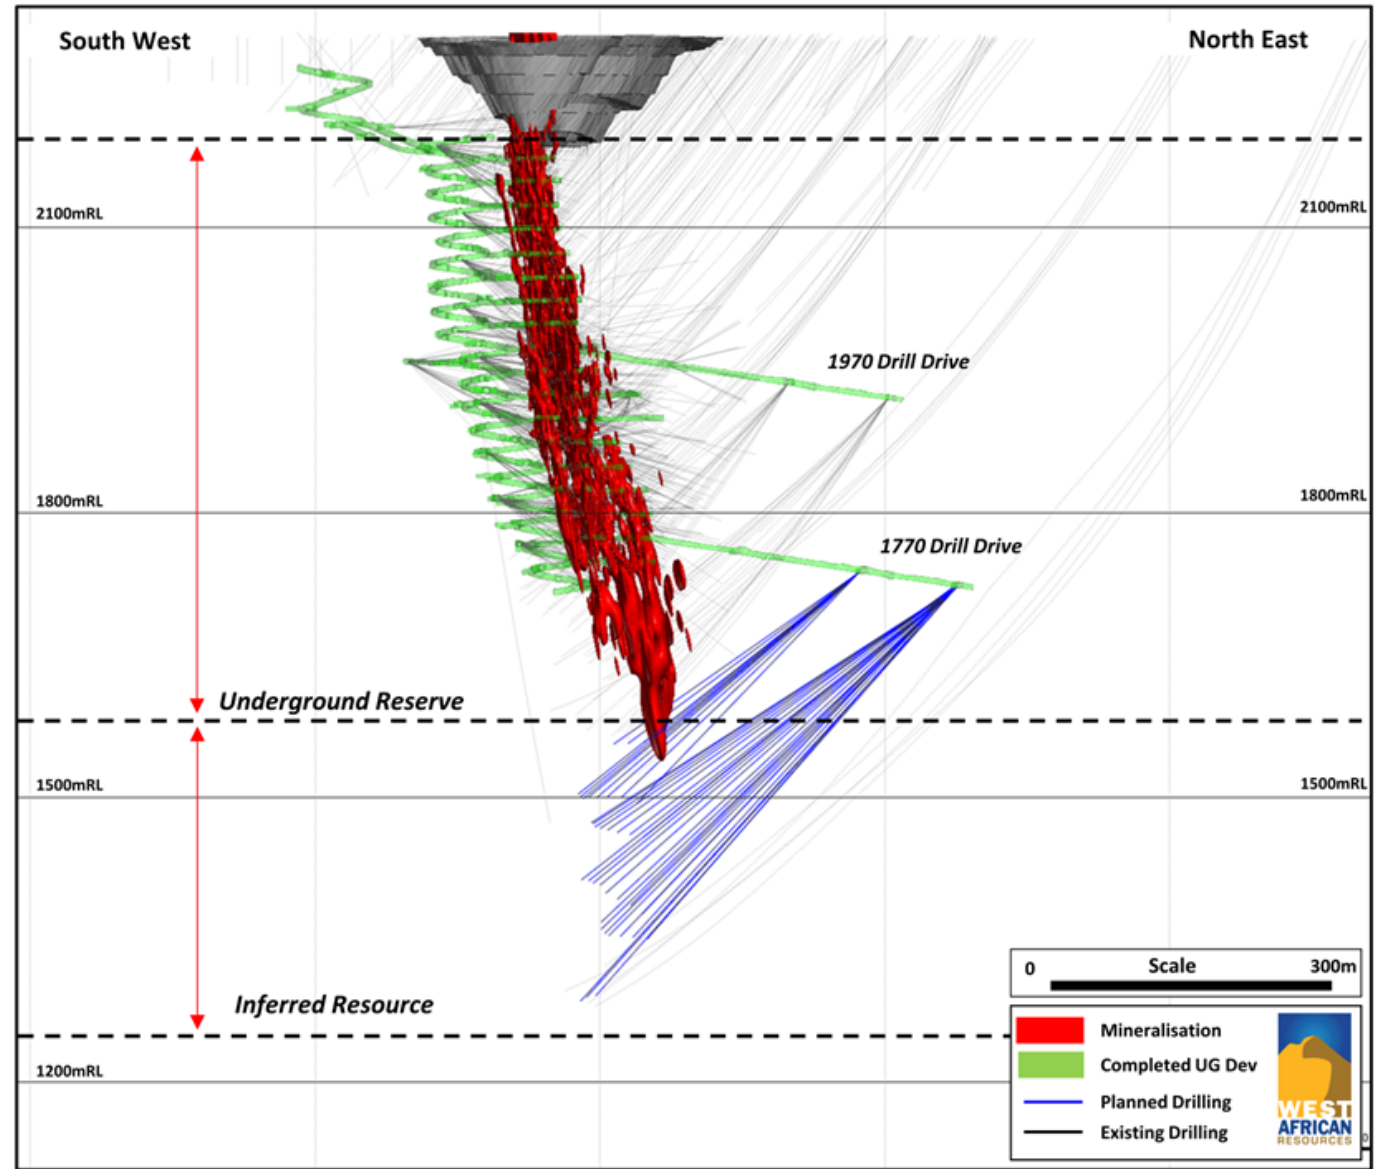 South West
North East
2100mRL
2100mRL
1970 Drill Drive
1800mRL
1800mRL
1770 Drill Drive
Underground Reserve
1500mRL
1500mRL
Inferred Resource
0
Scale
300m
1200mRL
Mineralisation
Completed UG Dev
Planned Drilling
Existing Drilling
WEST
AFRICAN
RESOURCES
0